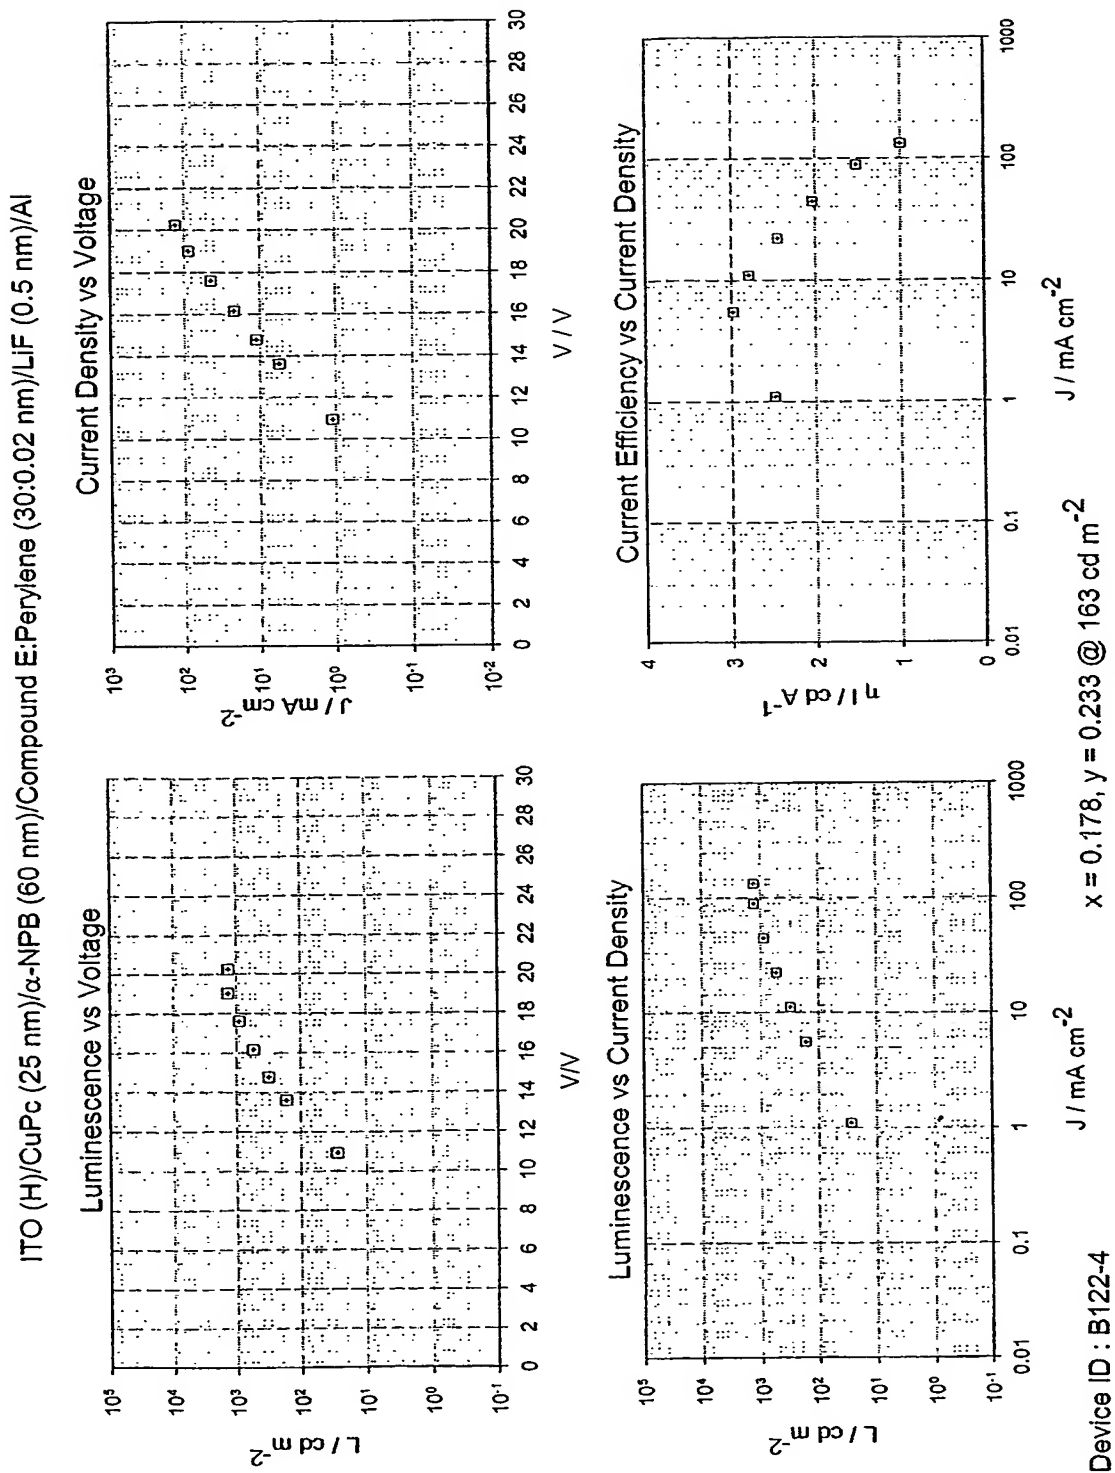 ITO (H)/CuPc (25 nm)/α-NPB (60 nm)/Compound E:Perylene (30:0.02 nm)/LiF (0.5 nm)/Al
Luminescence vs Voltage
10⁵
10⁴
10³
10²
10¹
10⁰
10⁻¹
L / cd m⁻²
0 2 4 6 8 10 12 14 16 18 20 22 24 26 28 30
V/V
Current Density vs Voltage
10³
10²
10¹
10⁰
10⁻¹
10⁻²
J / mA cm⁻²
0 2 4 6 8 10 12 14 16 18 20 22 24 26 28 30
V / V
Luminescence vs Current Density
10⁵
10⁴
10³
10²
10¹
10⁰
10⁻¹
L / cd m⁻²
0.01 0.1 1 10 100 1000
J / mA cm⁻²
Current Efficiency vs Current Density
4
3
2
1
0
η I / cd A⁻¹
0.01 0.1 1 10 100 1000
J / mA cm⁻²
Device ID : B122-4
x = 0.178, y = 0.233 @ 163 cd m⁻²